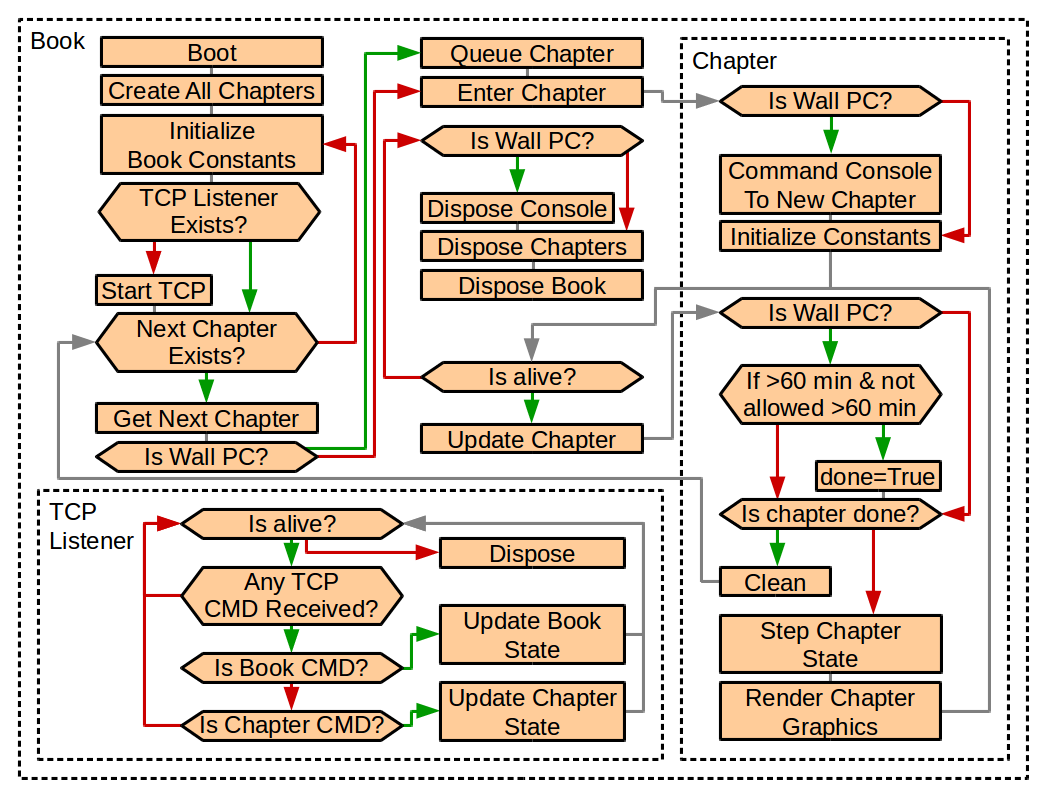 Book
Boot
Create All Chapters
Initialize
Book Constants
TCP Listener
Exists?
Start TCP
Next Chapter
Exists?
Get Next Chapter
Is Wall PC?
Queue Chapter
Enter Chapter
Is Wall PC?
Dispose Console
Dispose Chapters
Dispose Book
Is alive?
Update Chapter
Chapter
Is Wall PC?
Command Console
To New Chapter
Initialize Constants
Is Wall PC?
If >60 min & not
allowed >60 min
done=True
Is chapter done?
Clean
Step Chapter
State
Render Chapter
Graphics
TCP
Listener
Is alive?
Dispose
Any TCP
CMD Received?
Is Book CMD?
Update Book
State
Is Chapter CMD?
Update Chapter
State